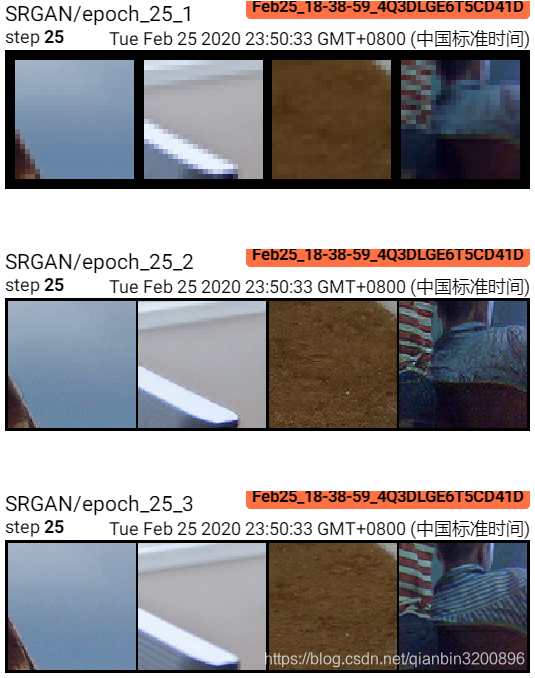 SRGAN/epoch_25_1
Feb25_18-38-59_4Q3DLGE6T5CD41D
step 25
Tue Feb 25 2020 23:50:33 GMT+0800 (中国标准时间)
SRGAN/epoch_25_2
Feb25_18-38-59_4Q3DLGE6T5CD41D
step 25
Tue Feb 25 2020 23:50:33 GMT+0800 (中国标准时间)
SRGAN/epoch_25_3
Feb25_18-38-59_4Q3DLGE6T5CD41D
step 25
Tue Feb 25 2020 23:50:33 GMT+0800 (中国标准时间)
https://blog.csdn.net/qianbin3200896